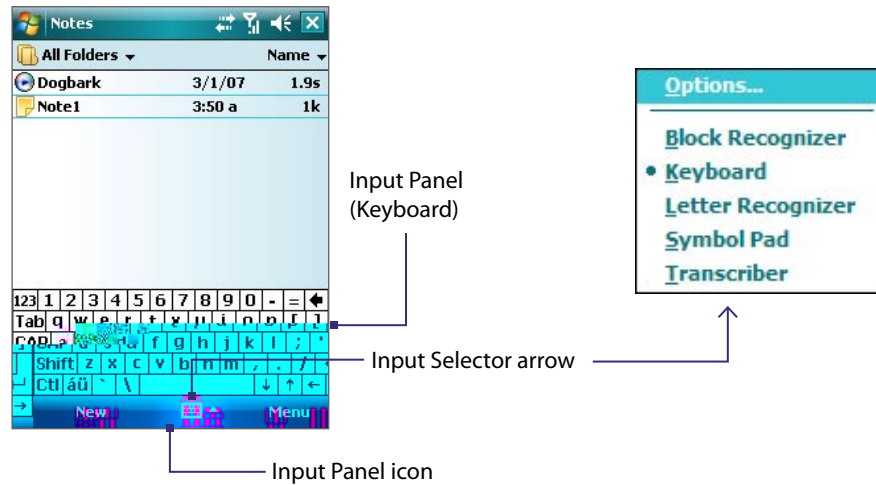 Notes
All Folders Name
Dogbark 3/1/07 1.9s
Note1 3:50 a 1k
Input Panel
(Keyboard)
Options...
Block Recognizer
Keyboard
Letter Recognizer
Symbol Pad
Transcriber
123 1 2 3 4 5 6 7 8 9 0 - =
Tab q w e r t y u i o p [ ]
CAP a s d f g h j k l ; '
Shift z x c v b n m , . /
Ctl áü ` \ ↓ ↑ ←
→
New Menu
Input Selector arrow
Input Panel icon